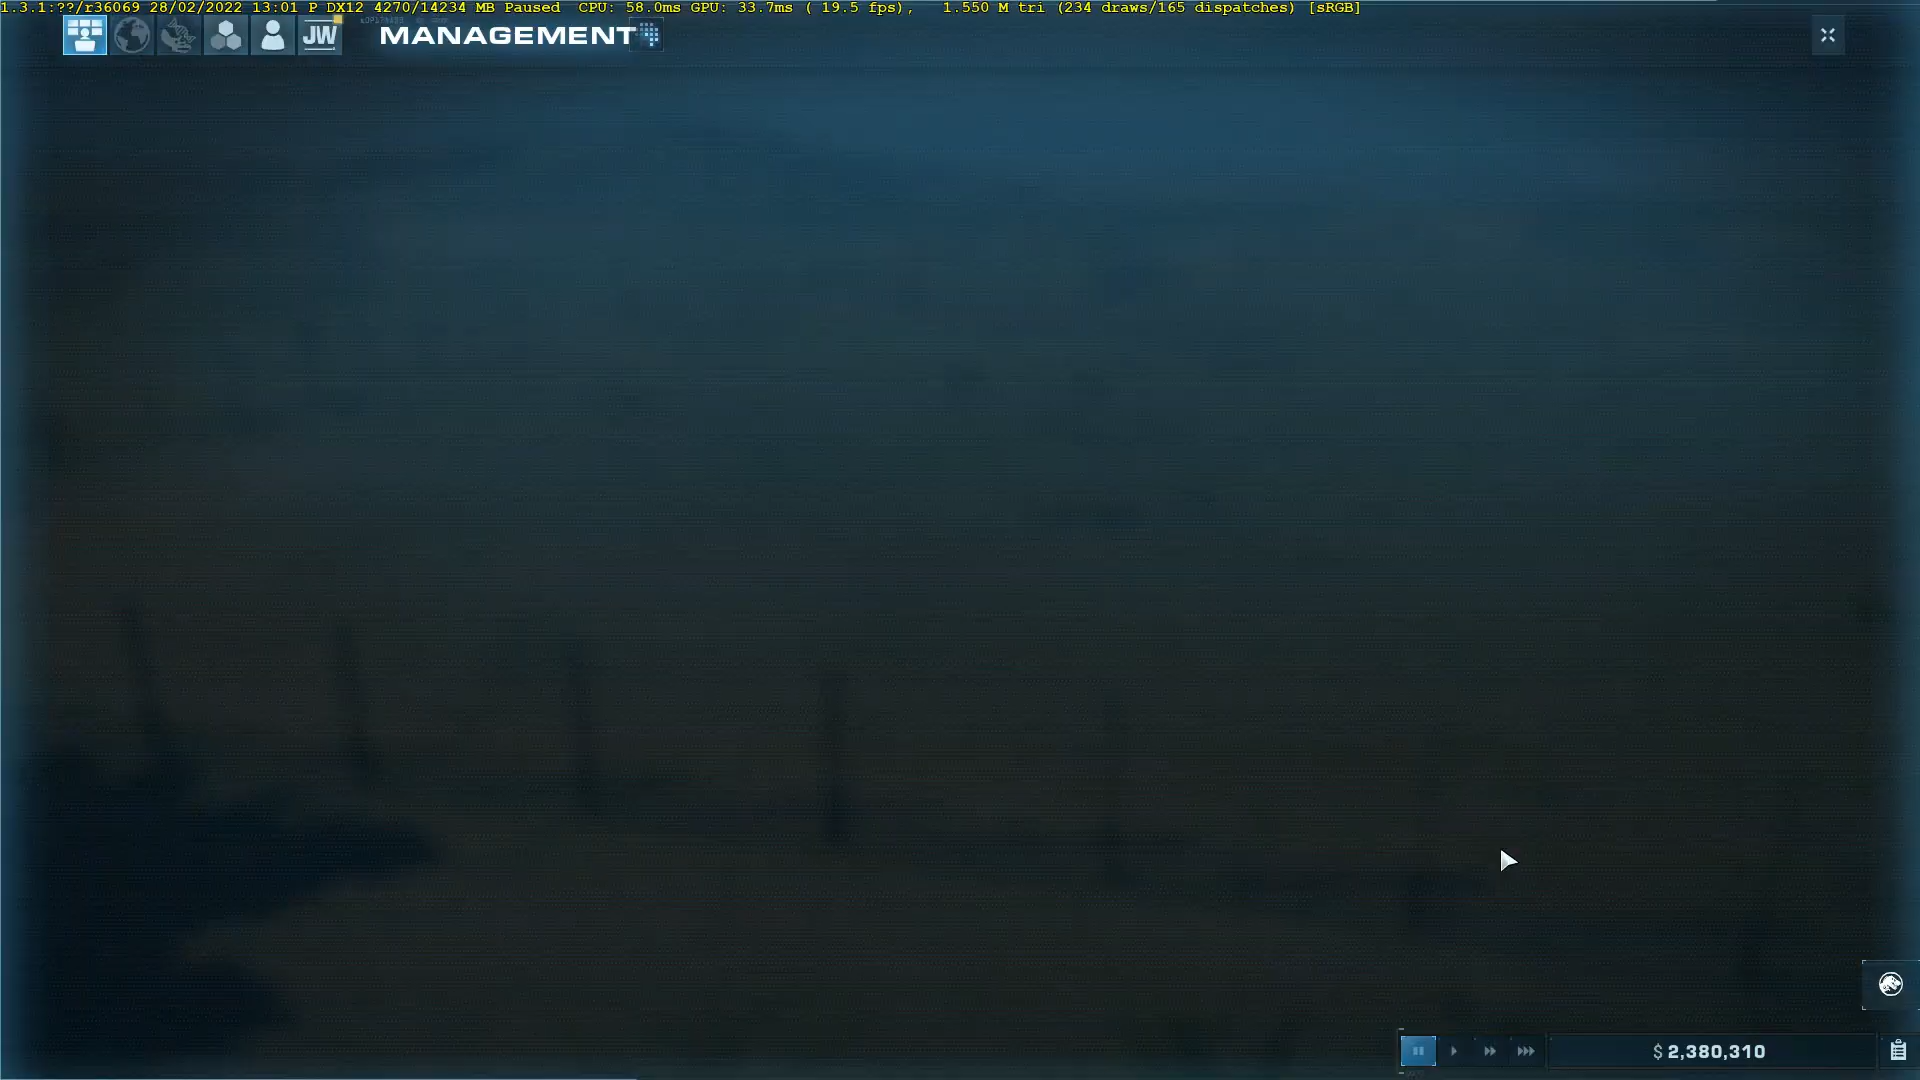 1.3.1:??/r36069 28/02/2022 13:01 P DX12 4270/14234 MB Paused CPU: 58.0ms GPU: 33.7ms ( 19.5 fps), 1.550 M tri (234 draws/165 dispatches) [sRGB]
JW MANAGEMENT
$ 2,380,310